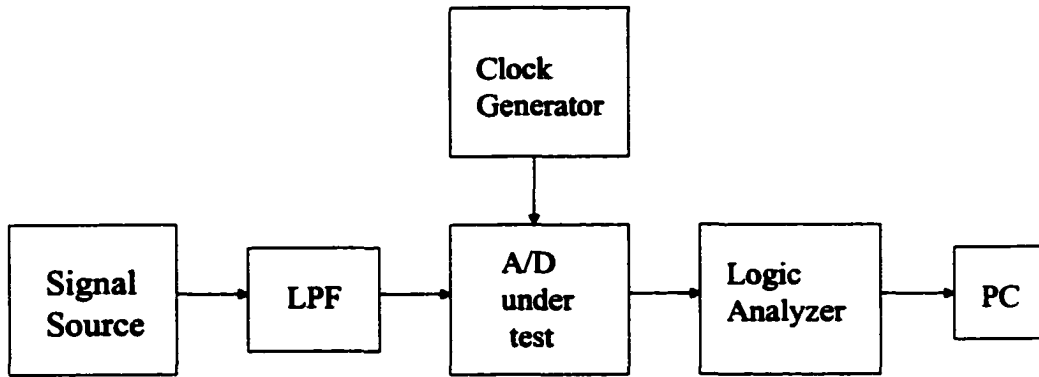 Clock
Generator
Signal
Source
LPF
A/D
under
test
Logic
Analyzer
PC